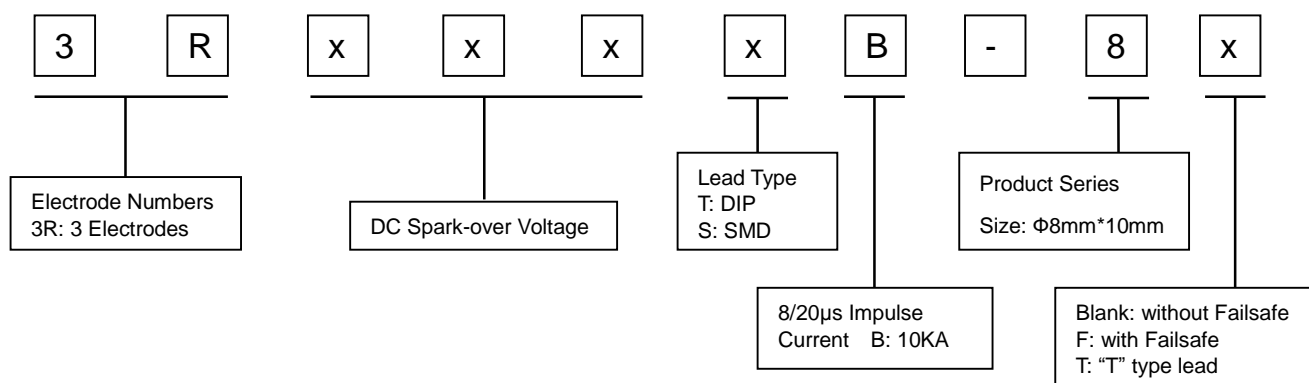 3 R x x x x B - 8 x
Electrode Numbers
3R: 3 Electrodes
DC Spark-over Voltage
Lead Type
T: DIP
S: SMD
Product Series
Size: Φ8mm*10mm
8/20μs Impulse
Current B: 10KA
Blank: without Failsafe
F: with Failsafe
T: “T” type lead